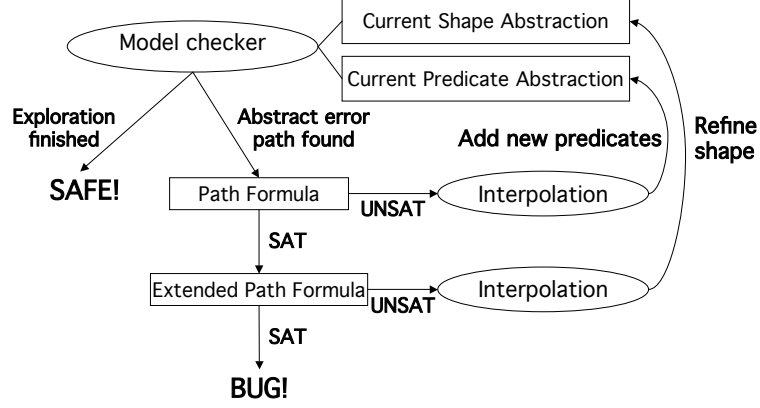 Current Shape Abstraction
Model checker
Current Predicate Abstraction
Exploration
finished
Abstract error
path found
Add new predicates
Refine
shape
SAFE!
Path Formula
UNSAT
Interpolation
SAT
Extended Path Formula
UNSAT
Interpolation
SAT
BUG!